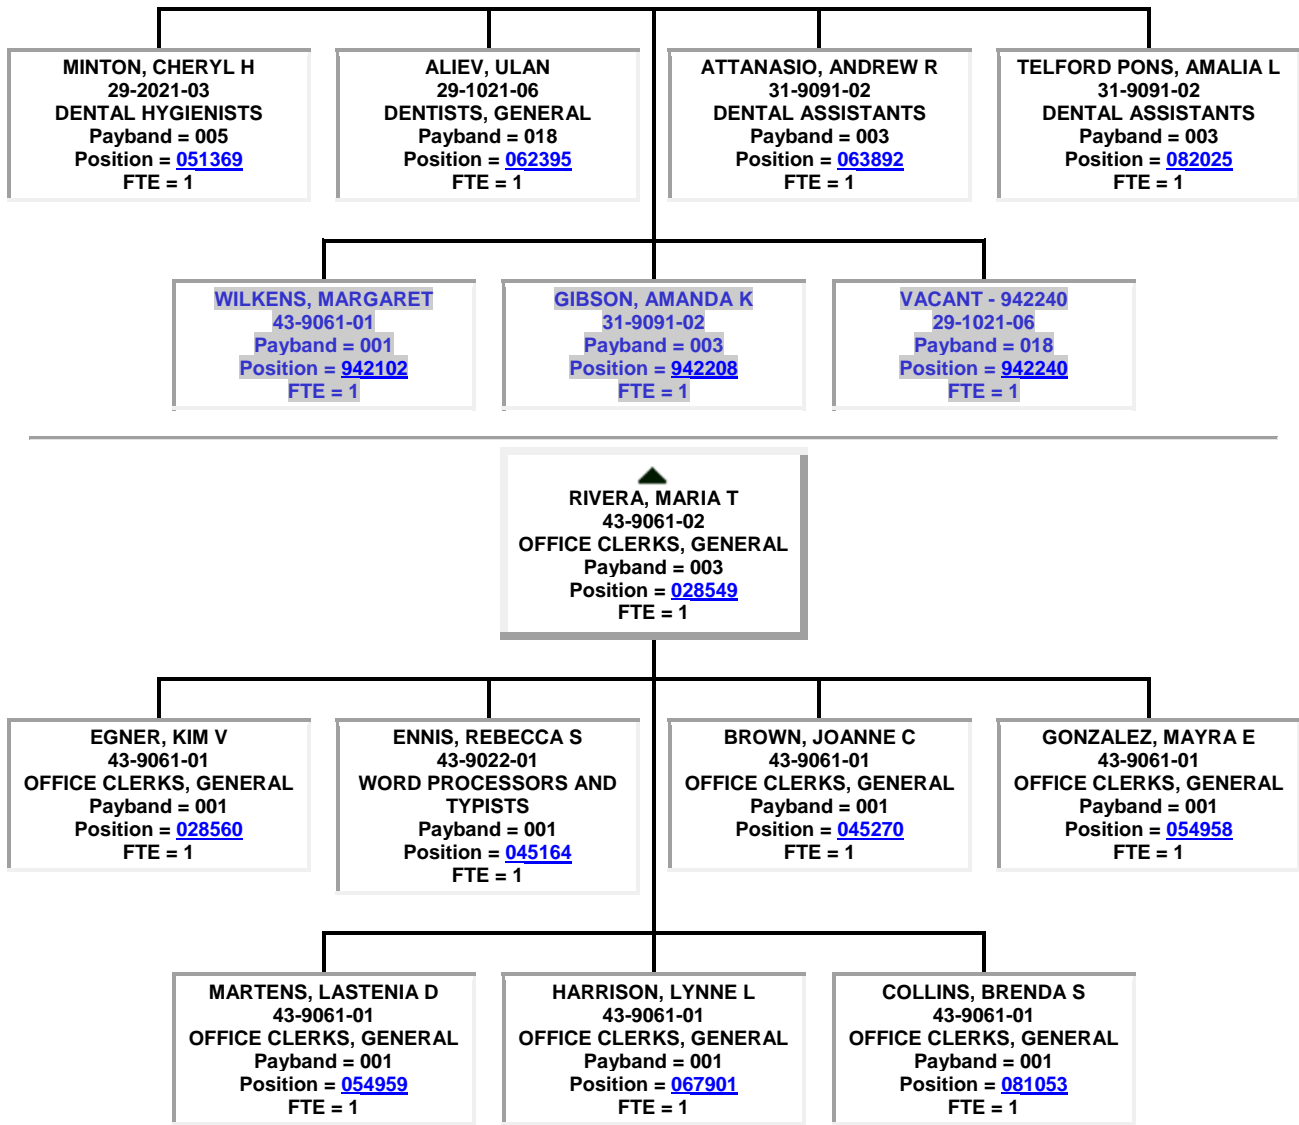 MINTON, CHERYL H
29-2021-03
DENTAL HYGIENISTS
Payband = 005
Position = 051369
FTE = 1
ALIEV, ULAN
29-1021-06
DENTISTS, GENERAL
Payband = 018
Position = 062395
FTE = 1
ATTANASIO, ANDREW R
31-9091-02
DENTAL ASSISTANTS
Payband = 003
Position = 063892
FTE = 1
TELFORD PONS, AMALIA L
31-9091-02
DENTAL ASSISTANTS
Payband = 003
Position = 082025
FTE = 1
WILKENS, MARGARET
43-9061-01
Payband = 001
Position = 942102
FTE = 1
GIBSON, AMANDA K
31-9091-02
Payband = 003
Position = 942208
FTE = 1
VACANT - 942240
29-1021-06
Payband = 018
Position = 942240
FTE = 1
RIVERA, MARIA T
43-9061-02
OFFICE CLERKS, GENERAL
Payband = 003
Position = 028549
FTE = 1
EGNER, KIM V
43-9061-01
OFFICE CLERKS, GENERAL
Payband = 001
Position = 028560
FTE = 1
ENNIS, REBECCA S
43-9022-01
WORD PROCESSORS AND
TYPISTS
Payband = 001
Position = 045164
FTE = 1
BROWN, JOANNE C
43-9061-01
OFFICE CLERKS, GENERAL
Payband = 001
Position = 045270
FTE = 1
GONZALEZ, MAYRA E
43-9061-01
OFFICE CLERKS, GENERAL
Payband = 001
Position = 054958
FTE = 1
MARTENS, LASTENIA D
43-9061-01
OFFICE CLERKS, GENERAL
Payband = 001
Position = 054959
FTE = 1
HARRISON, LYNNE L
43-9061-01
OFFICE CLERKS, GENERAL
Payband = 001
Position = 067901
FTE = 1
COLLINS, BRENDA S
43-9061-01
OFFICE CLERKS, GENERAL
Payband = 001
Position = 081053
FTE = 1